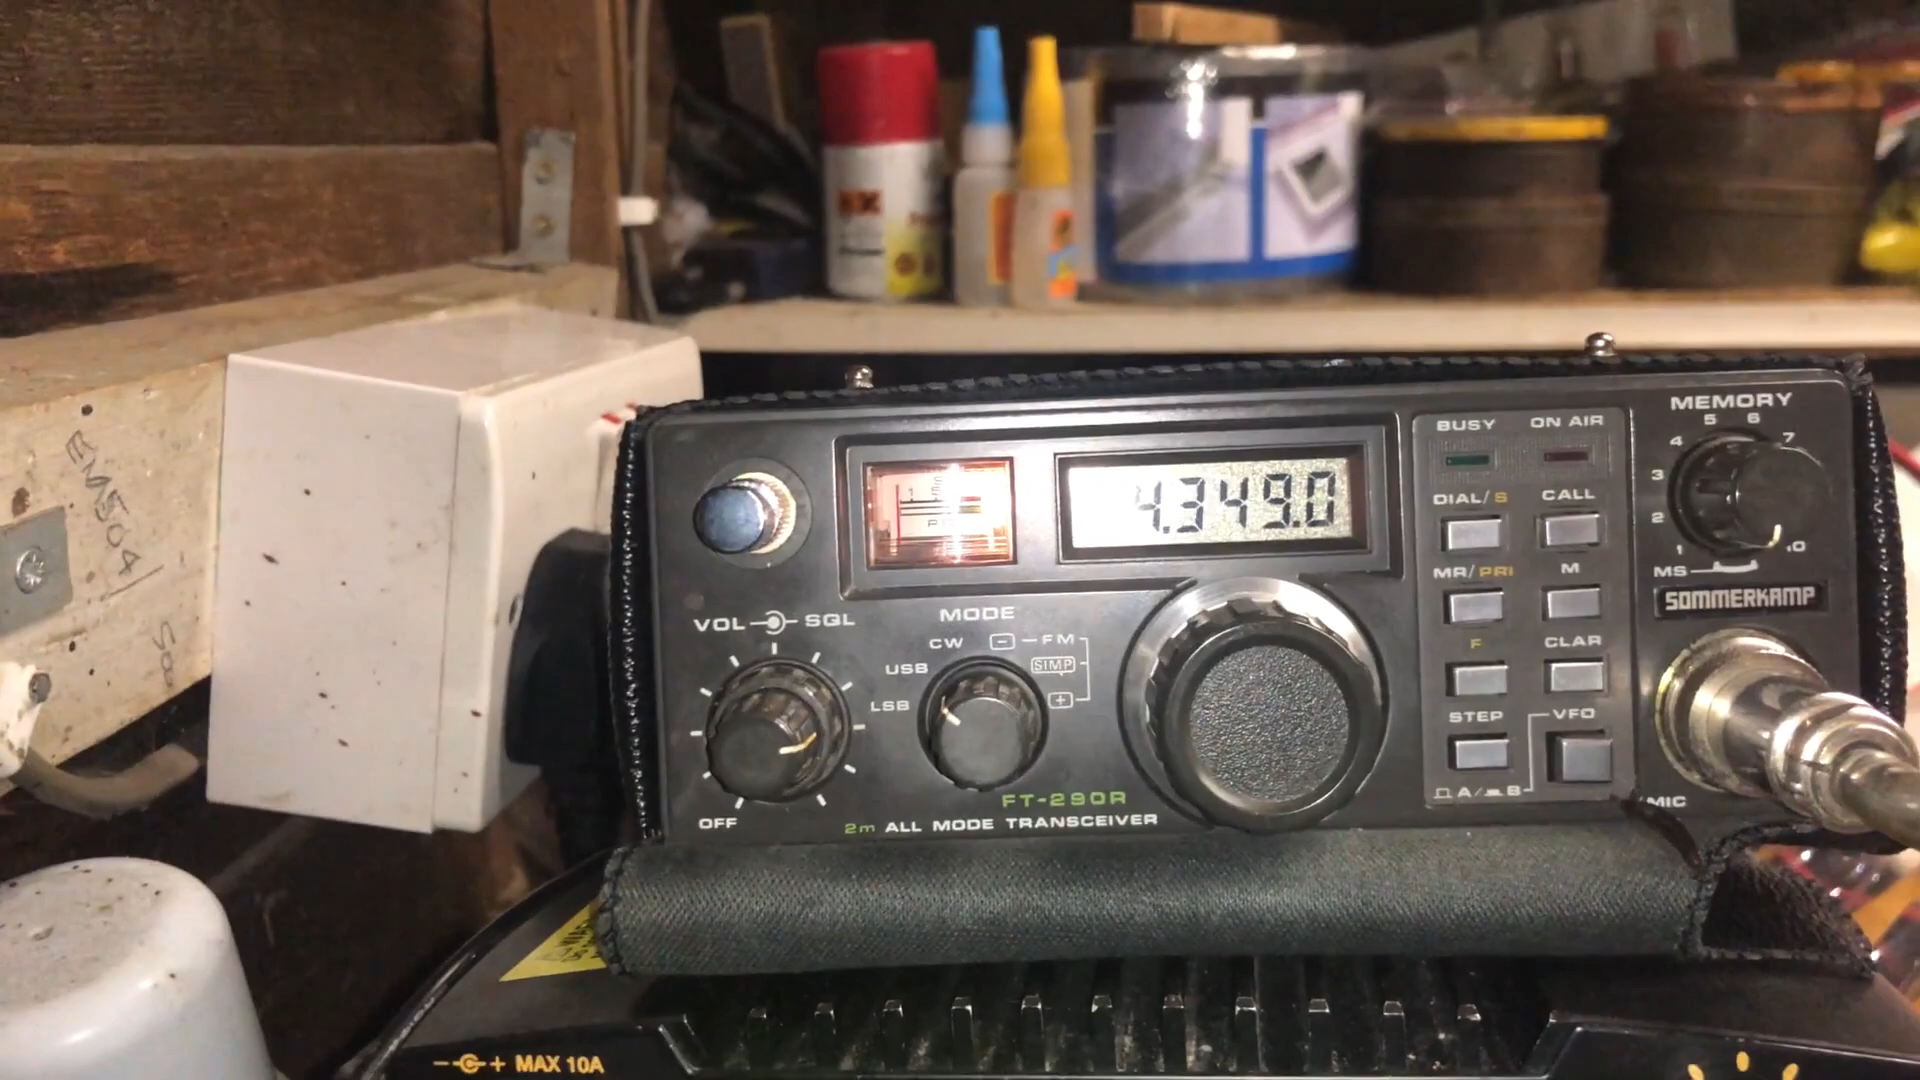 EM504
MEMORY
5 6
4 7
3
2
1 10
MS
BUSY ON AIR
4.349.0
DIAL/S CALL
MR/PRI M
SOMMERKAMP
VOL SQL
MODE
CW - FM
USB SIMP
LSB +
F CLAR
STEP VFO
A/ B
MIC
OFF
FT-290R
2m ALL MODE TRANSCEIVER
- + MAX 10A